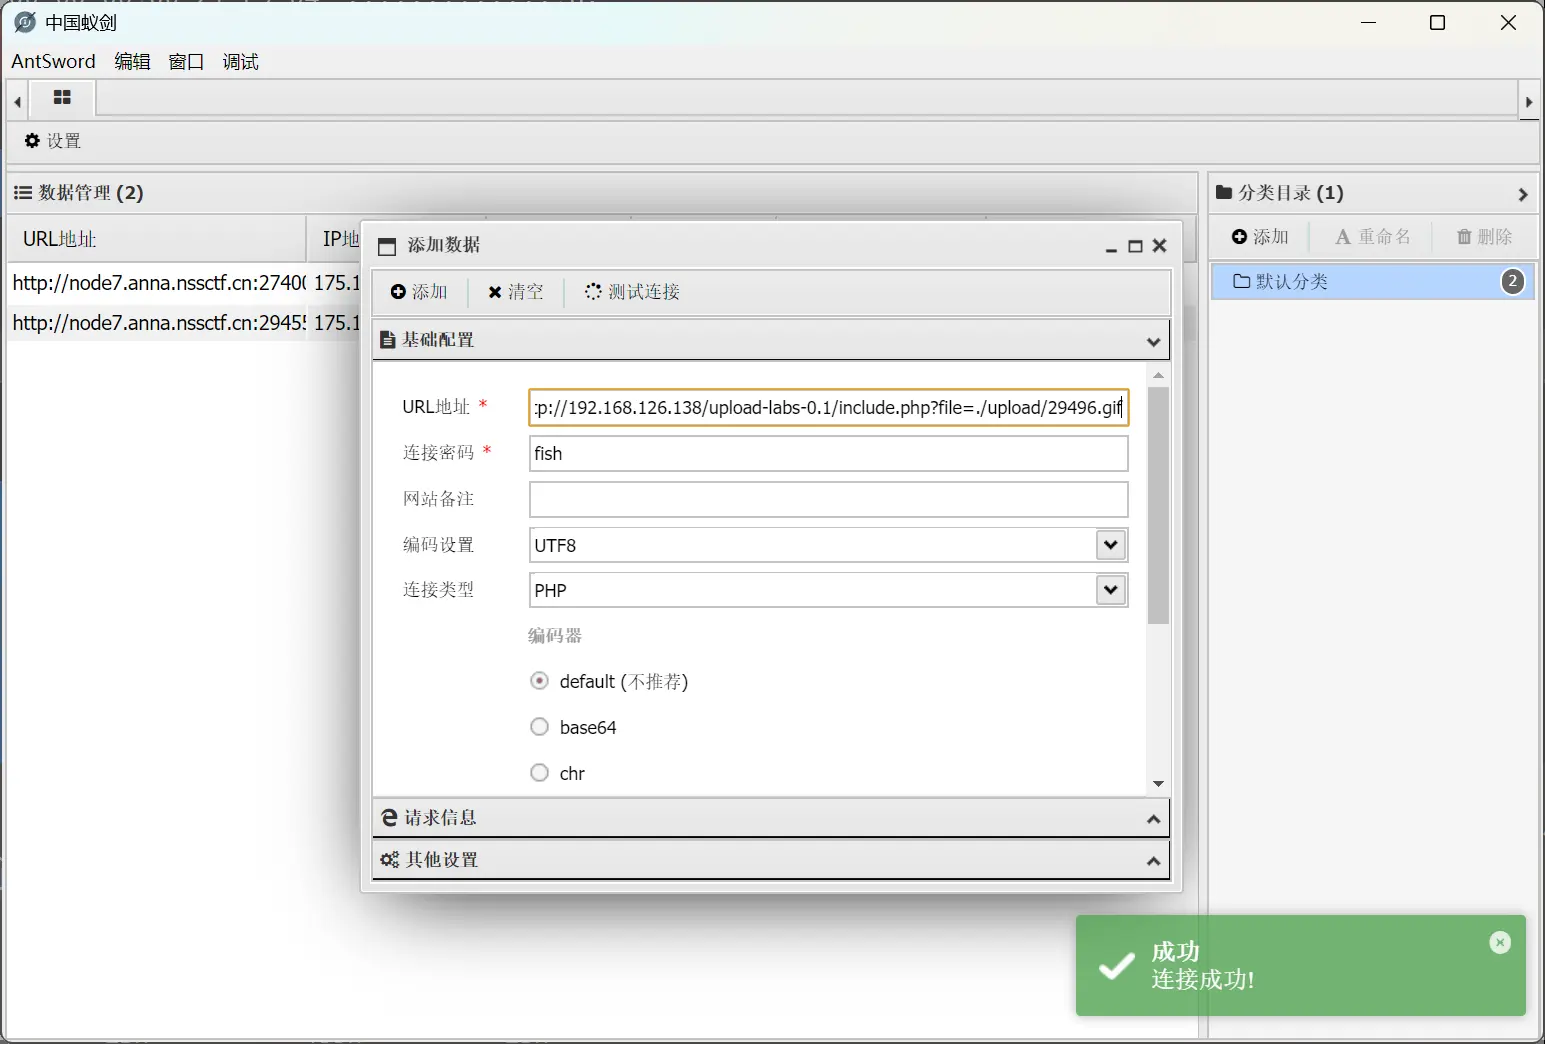 中国蚁剑
AntSword 编辑 窗口 调试
设置
数据管理 (2)
URL地址 IP地
http://node7.anna.nssctf.cn:2740 175.1
http://node7.anna.nssctf.cn:2945 175.1
分类目录 (1)
添加 重命名 删除
默认分类 2
添加数据
添加 清空 测试连接
基础配置
URL地址 * :p://192.168.126.138/upload-labs-0.1/include.php?file=./upload/29496.gif
连接密码 * fish
网站备注
编码设置 UTF8
连接类型 PHP
编码器
default (不推荐)
base64
chr
请求信息
其他设置
成功
连接成功!